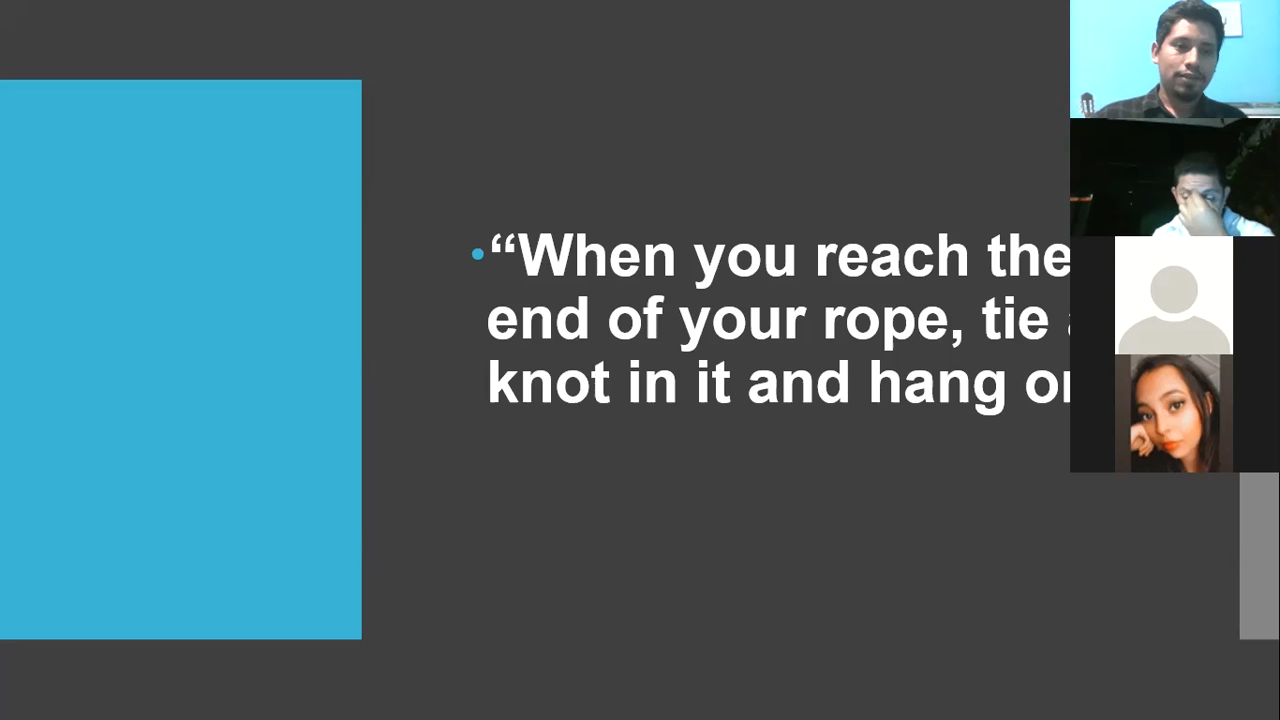 “When you reach the
end of your rope, tie
knot in it and hang